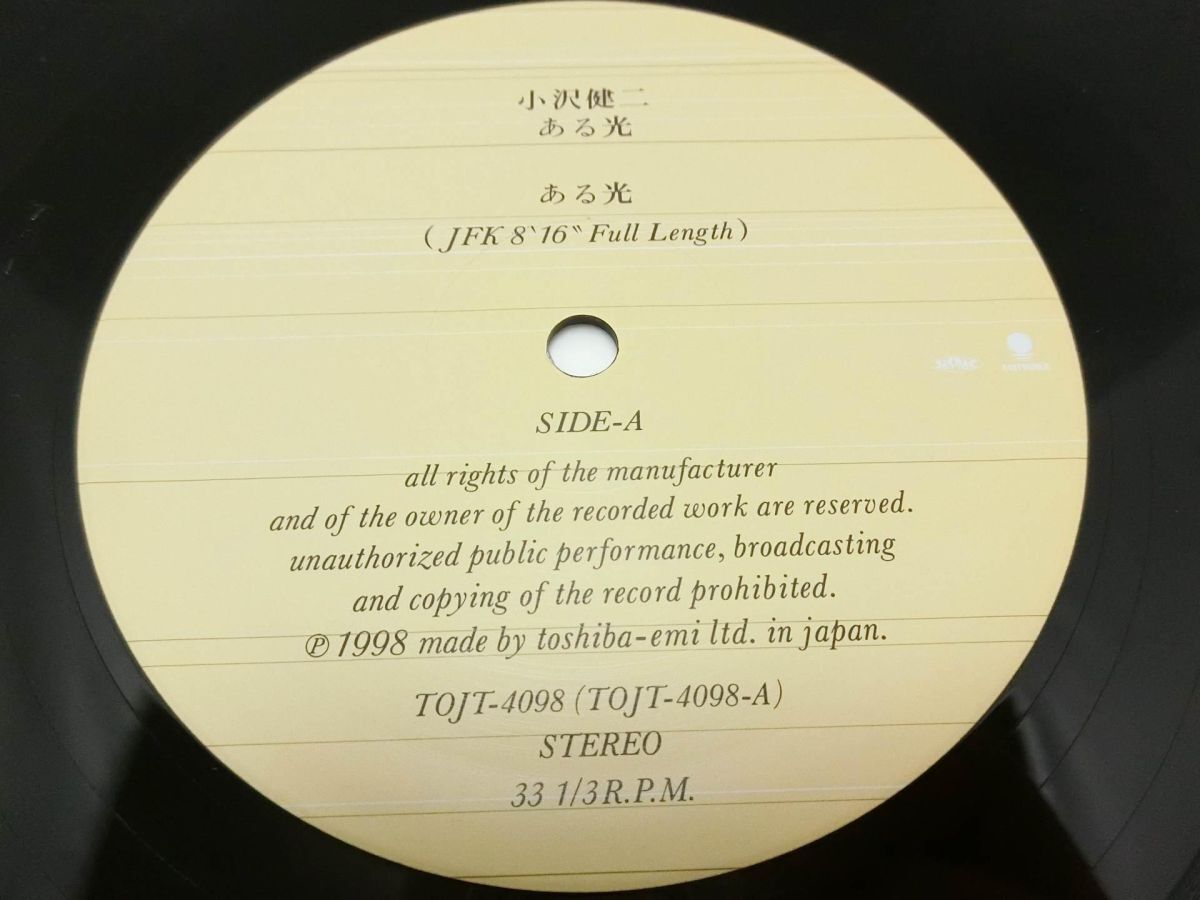 小沢健二
ある光
ある光
(JFK 8‵16‶ Full Length)
SIDE-A
all rights of the manufacturer
and of the owner of the recorded work are reserved.
unauthorized public performance, broadcasting
and copying of the record prohibited.
℗ 1998 made by toshiba-emi ltd. in japan.
TOJT-4098 (TOJT-4098-A)
STEREO
33 1/3 R.P.M.